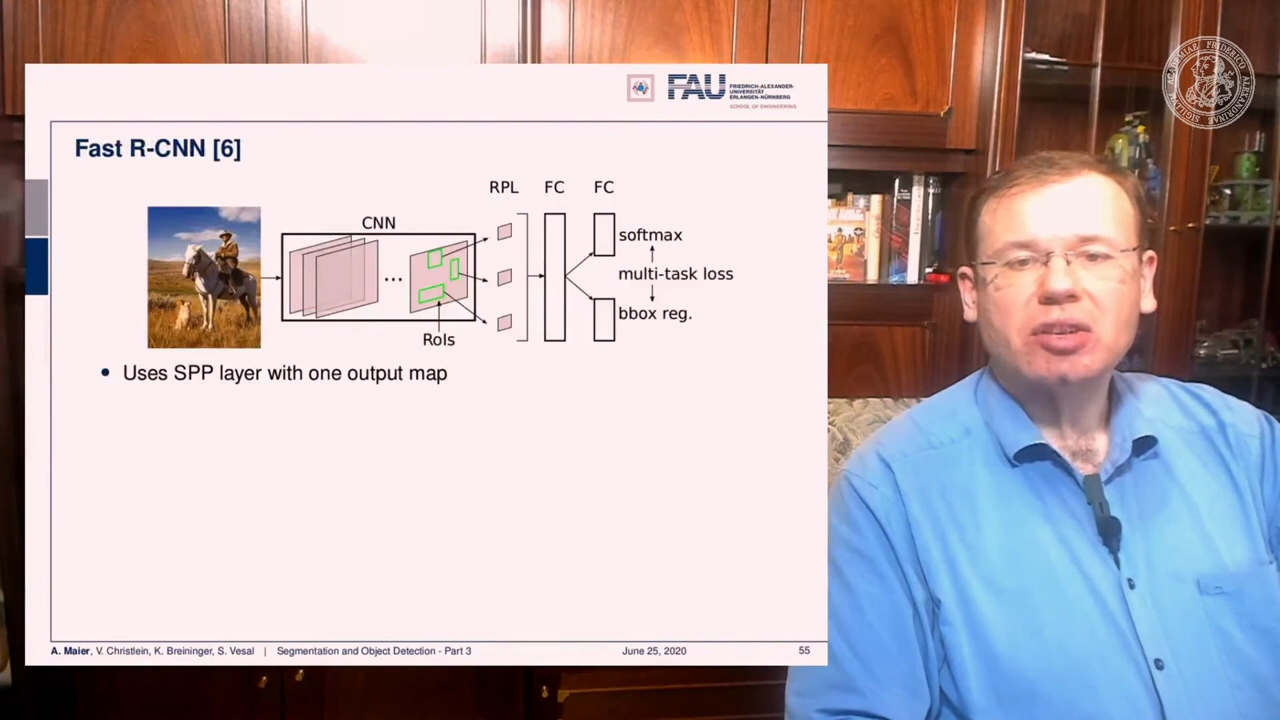 FAU FRIEDRICH-ALEXANDER-
UNIVERSITÄT
ERLANGEN-NÜRNBERG
SCHOOL OF ENGINEERING
Fast R-CNN [6]
RPL FC FC
CNN
softmax
...
multi-task loss
bbox reg.
RoIs
• Uses SPP layer with one output map
A. Maier, V. Christlein, K. Breininger, S. Vesal | Segmentation and Object Detection - Part 3 June 25, 2020 55